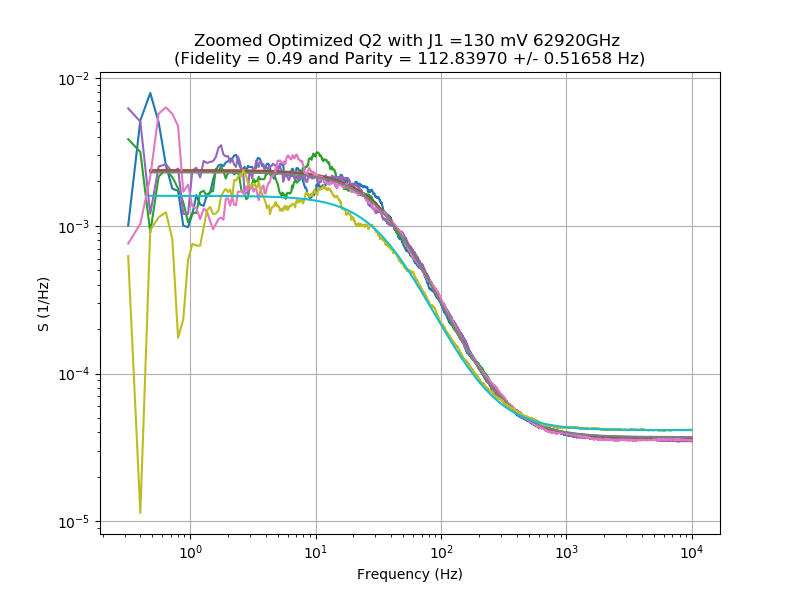 Zoomed Optimized Q2 with J1 =130 mV 62920GHz
(Fidelity = 0.49 and Parity = 112.83970 +/- 0.51658 Hz)
10⁻²
10⁻³
10⁻⁴
10⁻⁵
S (1/Hz)
10⁰ 10¹ 10² 10³ 10⁴
Frequency (Hz)